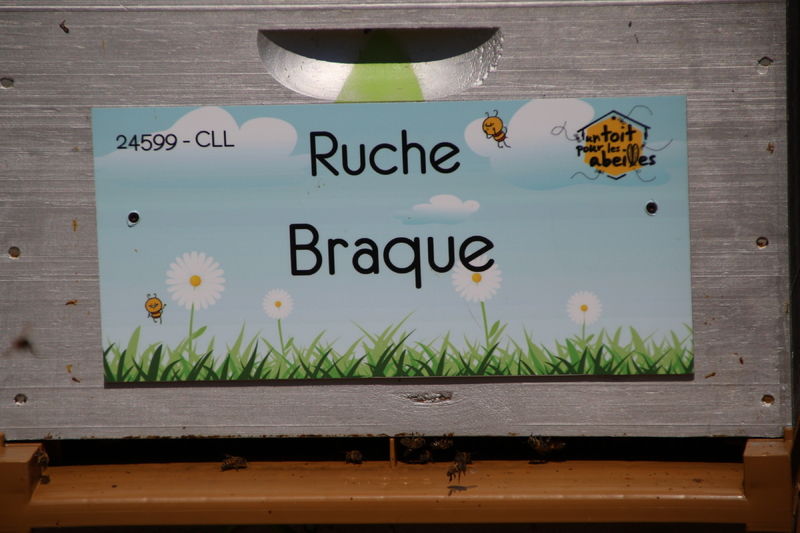 24599 - CLL
Ruche
Braque
un toit
pour les
abeilles